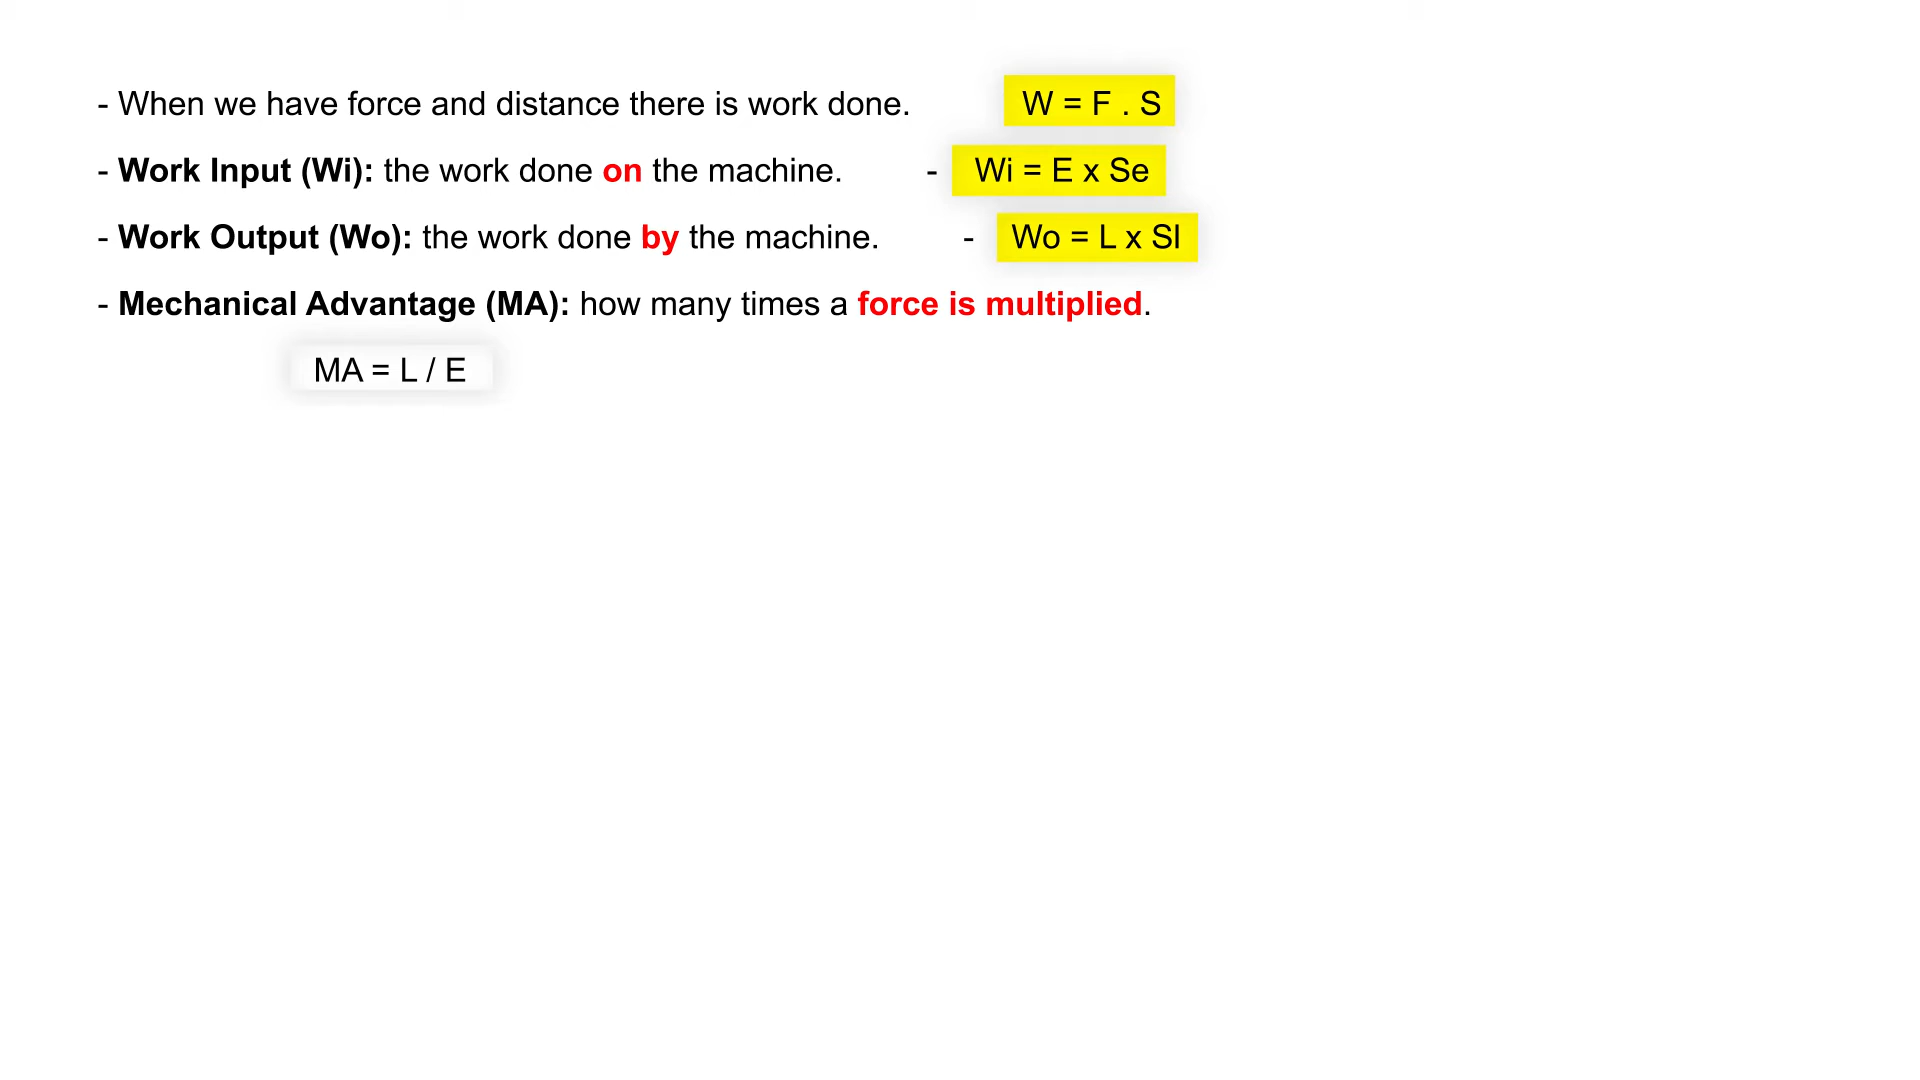 - When we have force and distance there is work done. W = F . S
- Work Input (Wi): the work done on the machine. - Wi = E x Se
- Work Output (Wo): the work done by the machine. - Wo = L x Sl
- Mechanical Advantage (MA): how many times a force is multiplied.
MA = L / E